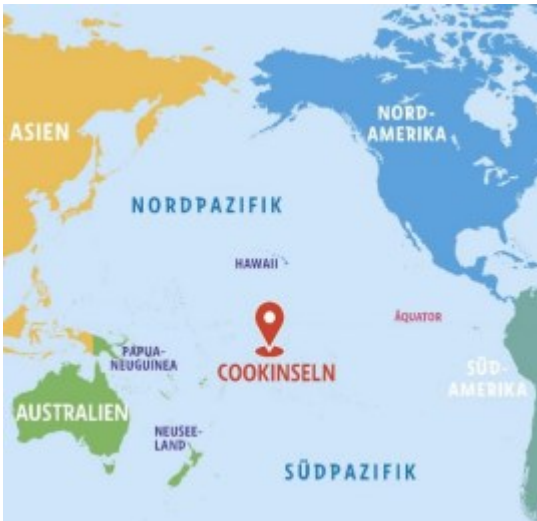 ASIEN
NORD-
AMERIKA
NORDPAZIFIK
HAWAII
ÄQUATOR
PAPUA-
NEUGUINEA
COOKINSELN
SÜD-
AMERIKA
AUSTRALIEN
NEUSEE-
LAND
SÜDPAZIFIK